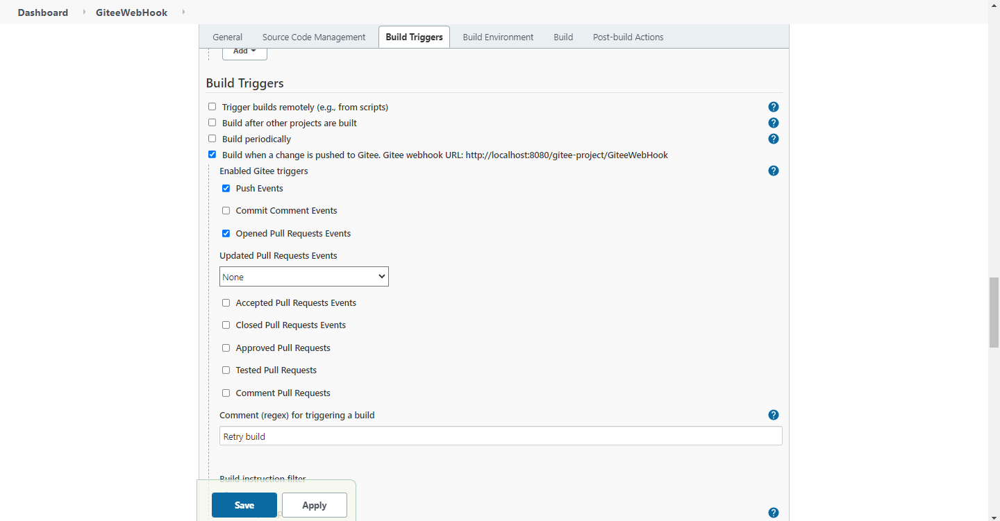 Dashboard GiteeWebHook
General Source Code Management Build Triggers Build Environment Build Post-build Actions
Add
Build Triggers
Trigger builds remotely (e.g., from scripts)
Build after other projects are built
Build periodically
Build when a change is pushed to Gitee. Gitee webhook URL: http://localhost:8080/gitee-project/GiteeWebHook
Enabled Gitee triggers
Push Events
Commit Comment Events
Opened Pull Requests Events
Updated Pull Requests Events
None
Accepted Pull Requests Events
Closed Pull Requests Events
Approved Pull Requests
Tested Pull Requests
Comment Pull Requests
Comment (regex) for triggering a build
Retry build
Build instruction filter
Save Apply